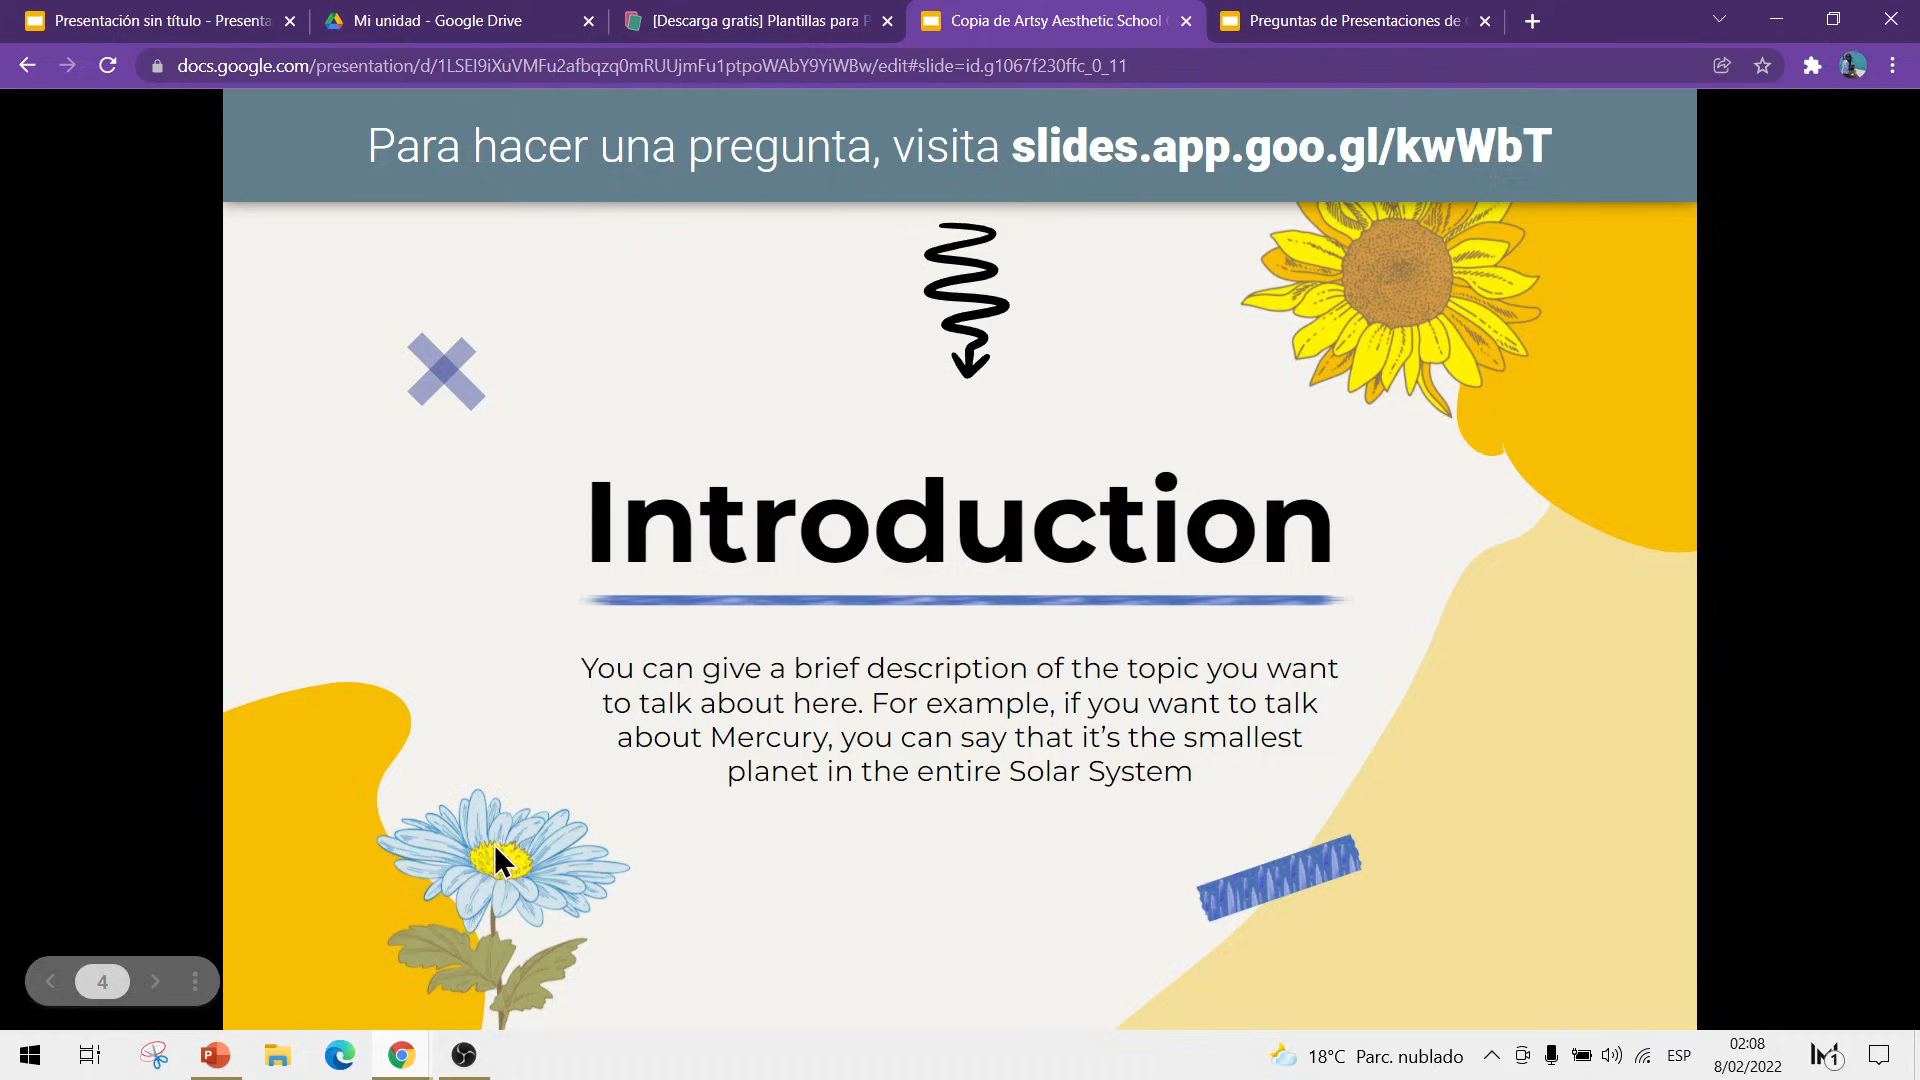 Presentación sin título - Presenta
Mi unidad - Google Drive
[Descarga gratis] Plantillas para P
Copia de Artsy Aesthetic School
Preguntas de Presentaciones de
docs.google.com/presentation/d/1LSEI9iXuVMFu2afbqzq0mRUUjmFu1ptpoWAbY9YiWBw/edit#slide=id.g1067f230ffc_0_11
Para hacer una pregunta, visita slides.app.goo.gl/kwWbT
Introduction
You can give a brief description of the topic you want
to talk about here. For example, if you want to talk
about Mercury, you can say that it’s the smallest
planet in the entire Solar System
4
18°C Parc. nublado
ESP
02:08
8/02/2022
1